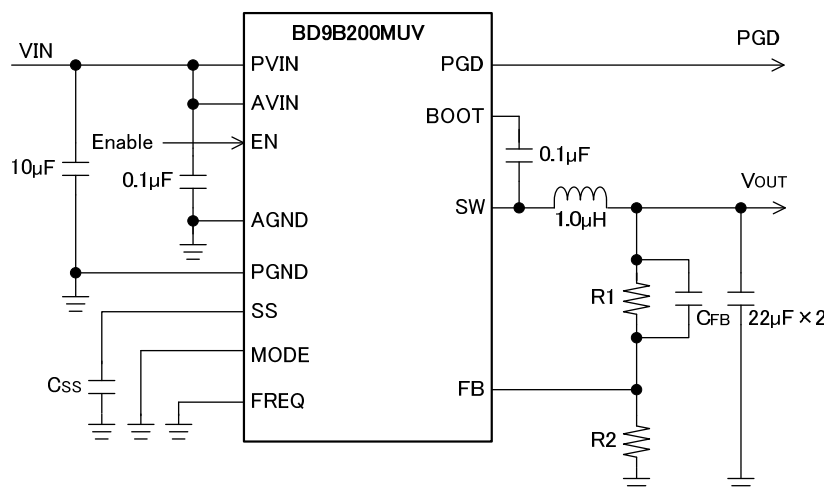 BD9B200MUV
VIN
PVIN
PGD
PGD
AVIN
BOOT
Enable
EN
10µF
0.1µF
0.1µF
VOUT
AGND
SW
1.0µH
PGND
SS
R1
CFB
22µF×2
MODE
CSS
FREQ
FB
R2